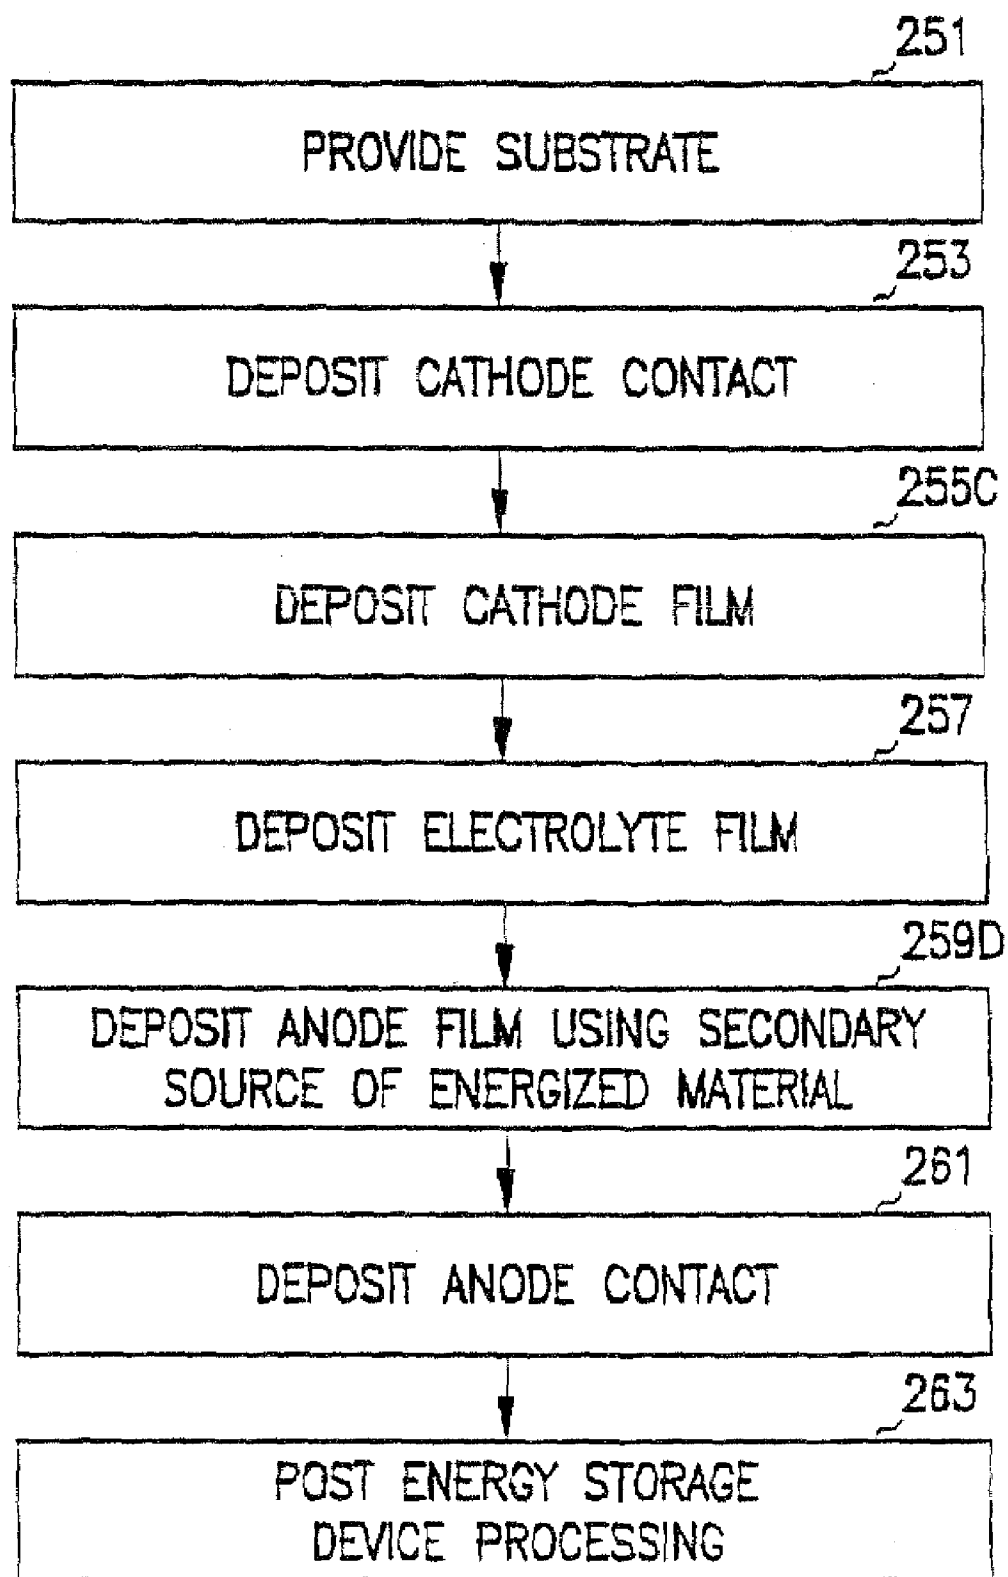 251
PROVIDE SUBSTRATE
253
DEPOSIT CATHODE CONTACT
255C
DEPOSIT CATHODE FILM
257
DEPOSIT ELECTROLYTE FILM
259D
DEPOSIT ANODE FILM USING SECONDARY
SOURCE OF ENERGIZED MATERIAL
261
DEPOSIT ANODE CONTACT
263
POST ENERGY STORAGE
DEVICE PROCESSING